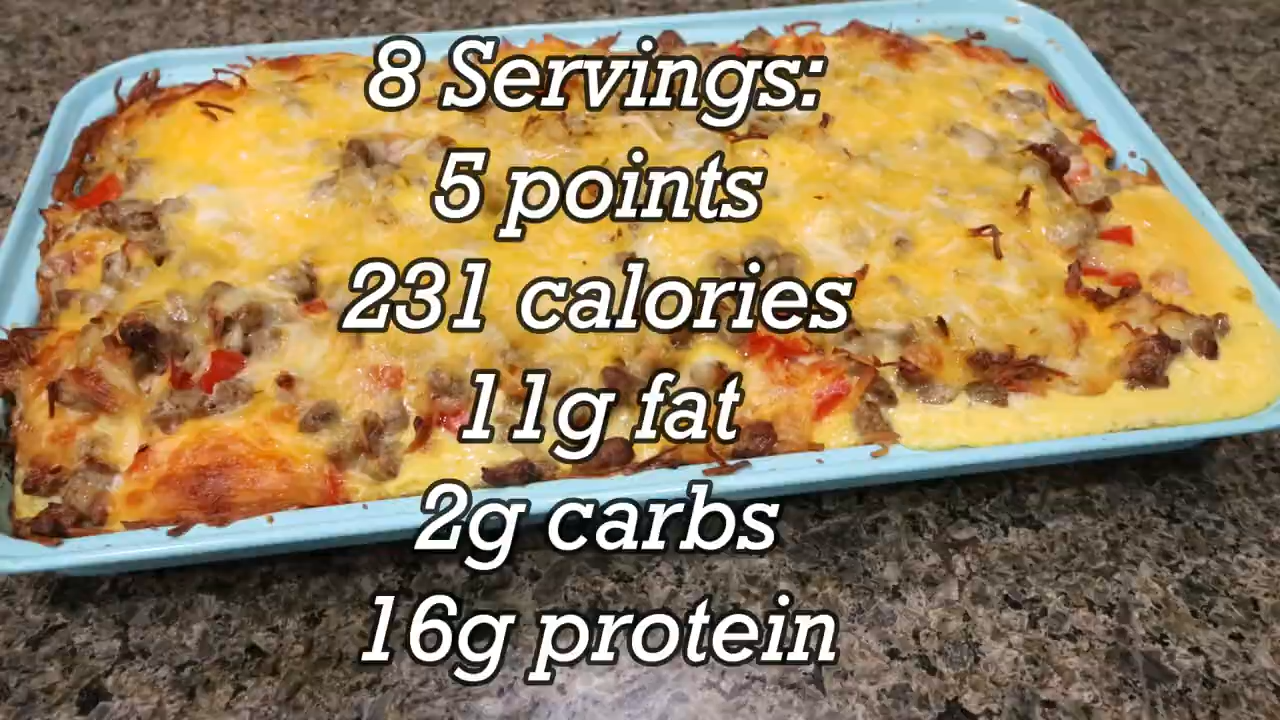 8 Servings:
5 points
231 calories
11g fat
2g carbs
16g protein